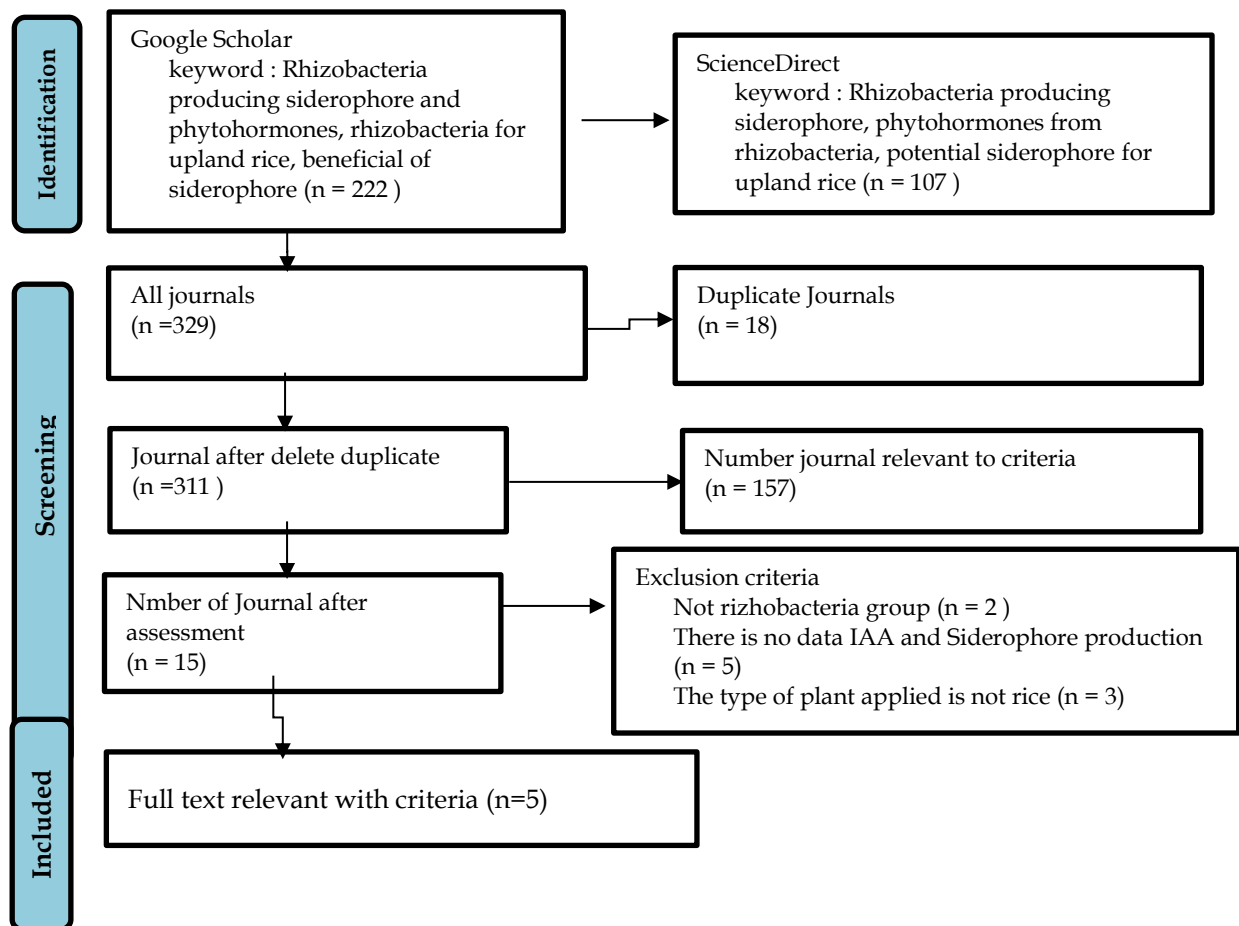 Identification
Google Scholar
keyword : Rhizobacteria
producing siderophore and
phytohormones, rhizobacteria for
upland rice, beneficial of
siderophore (n = 222 )
ScienceDirect
keyword : Rhizobacteria producing
siderophore, phytohormones from
rhizobacteria, potential siderophore for
upland rice (n = 107 )
Screening
All journals
(n =329)
Duplicate Journals
(n = 18)
Journal after delete duplicate
(n =311 )
Number journal relevant to criteria
(n = 157)
Nmber of Journal after
assessment
(n = 15)
Exclusion criteria
Not rizhobacteria group (n = 2 )
There is no data IAA and Siderophore production
(n = 5)
The type of plant applied is not rice (n = 3)
Included
Full text relevant with criteria (n=5)